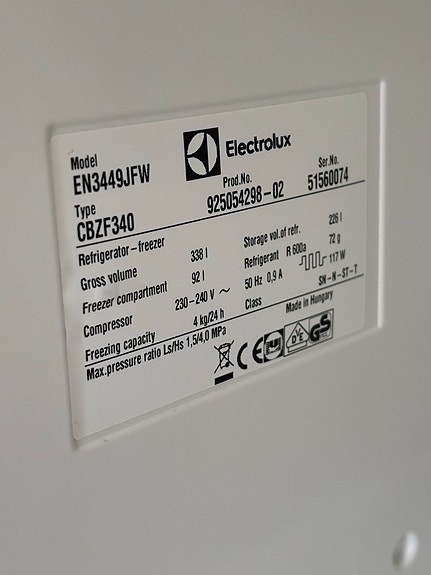 Electrolux
Model
EN3449JFW
Prod.No.
925054298-02
Ser.No.
51560074
Type
CBZF340
Refrigerator-freezer
Gross volume 338 l Storage vol.of refr. 226 l
Freezer compartment 92 l Refrigerant R 600a 72 g
Compressor 230-240 V ~ 50 Hz 0,9 A 117 W
Freezing capacity 4 kg/24 h Class SN-N-ST-T
Max.pressure ratio Ls/Hs 1,5/4,0 MPa Made in Hungary
CE VDE GS